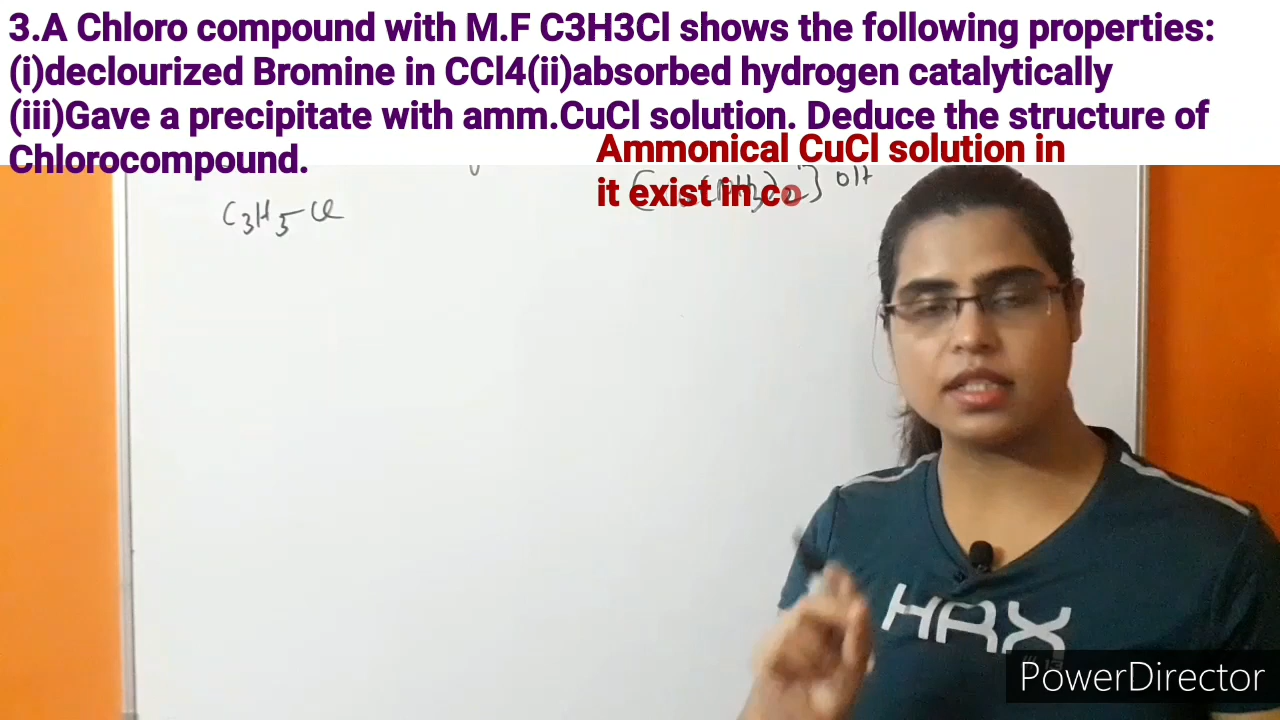 3.A Chloro compound with M.F C3H3Cl shows the following properties:
(i)declourized Bromine in CCl4(ii)absorbed hydrogen catalytically
(iii)Gave a precipitate with amm.CuCl solution. Deduce the structure of
Chlorocompound.
Ammonical CuCl solution in
it exist in co
OH
C3H5-Cl
HRX
PowerDirector